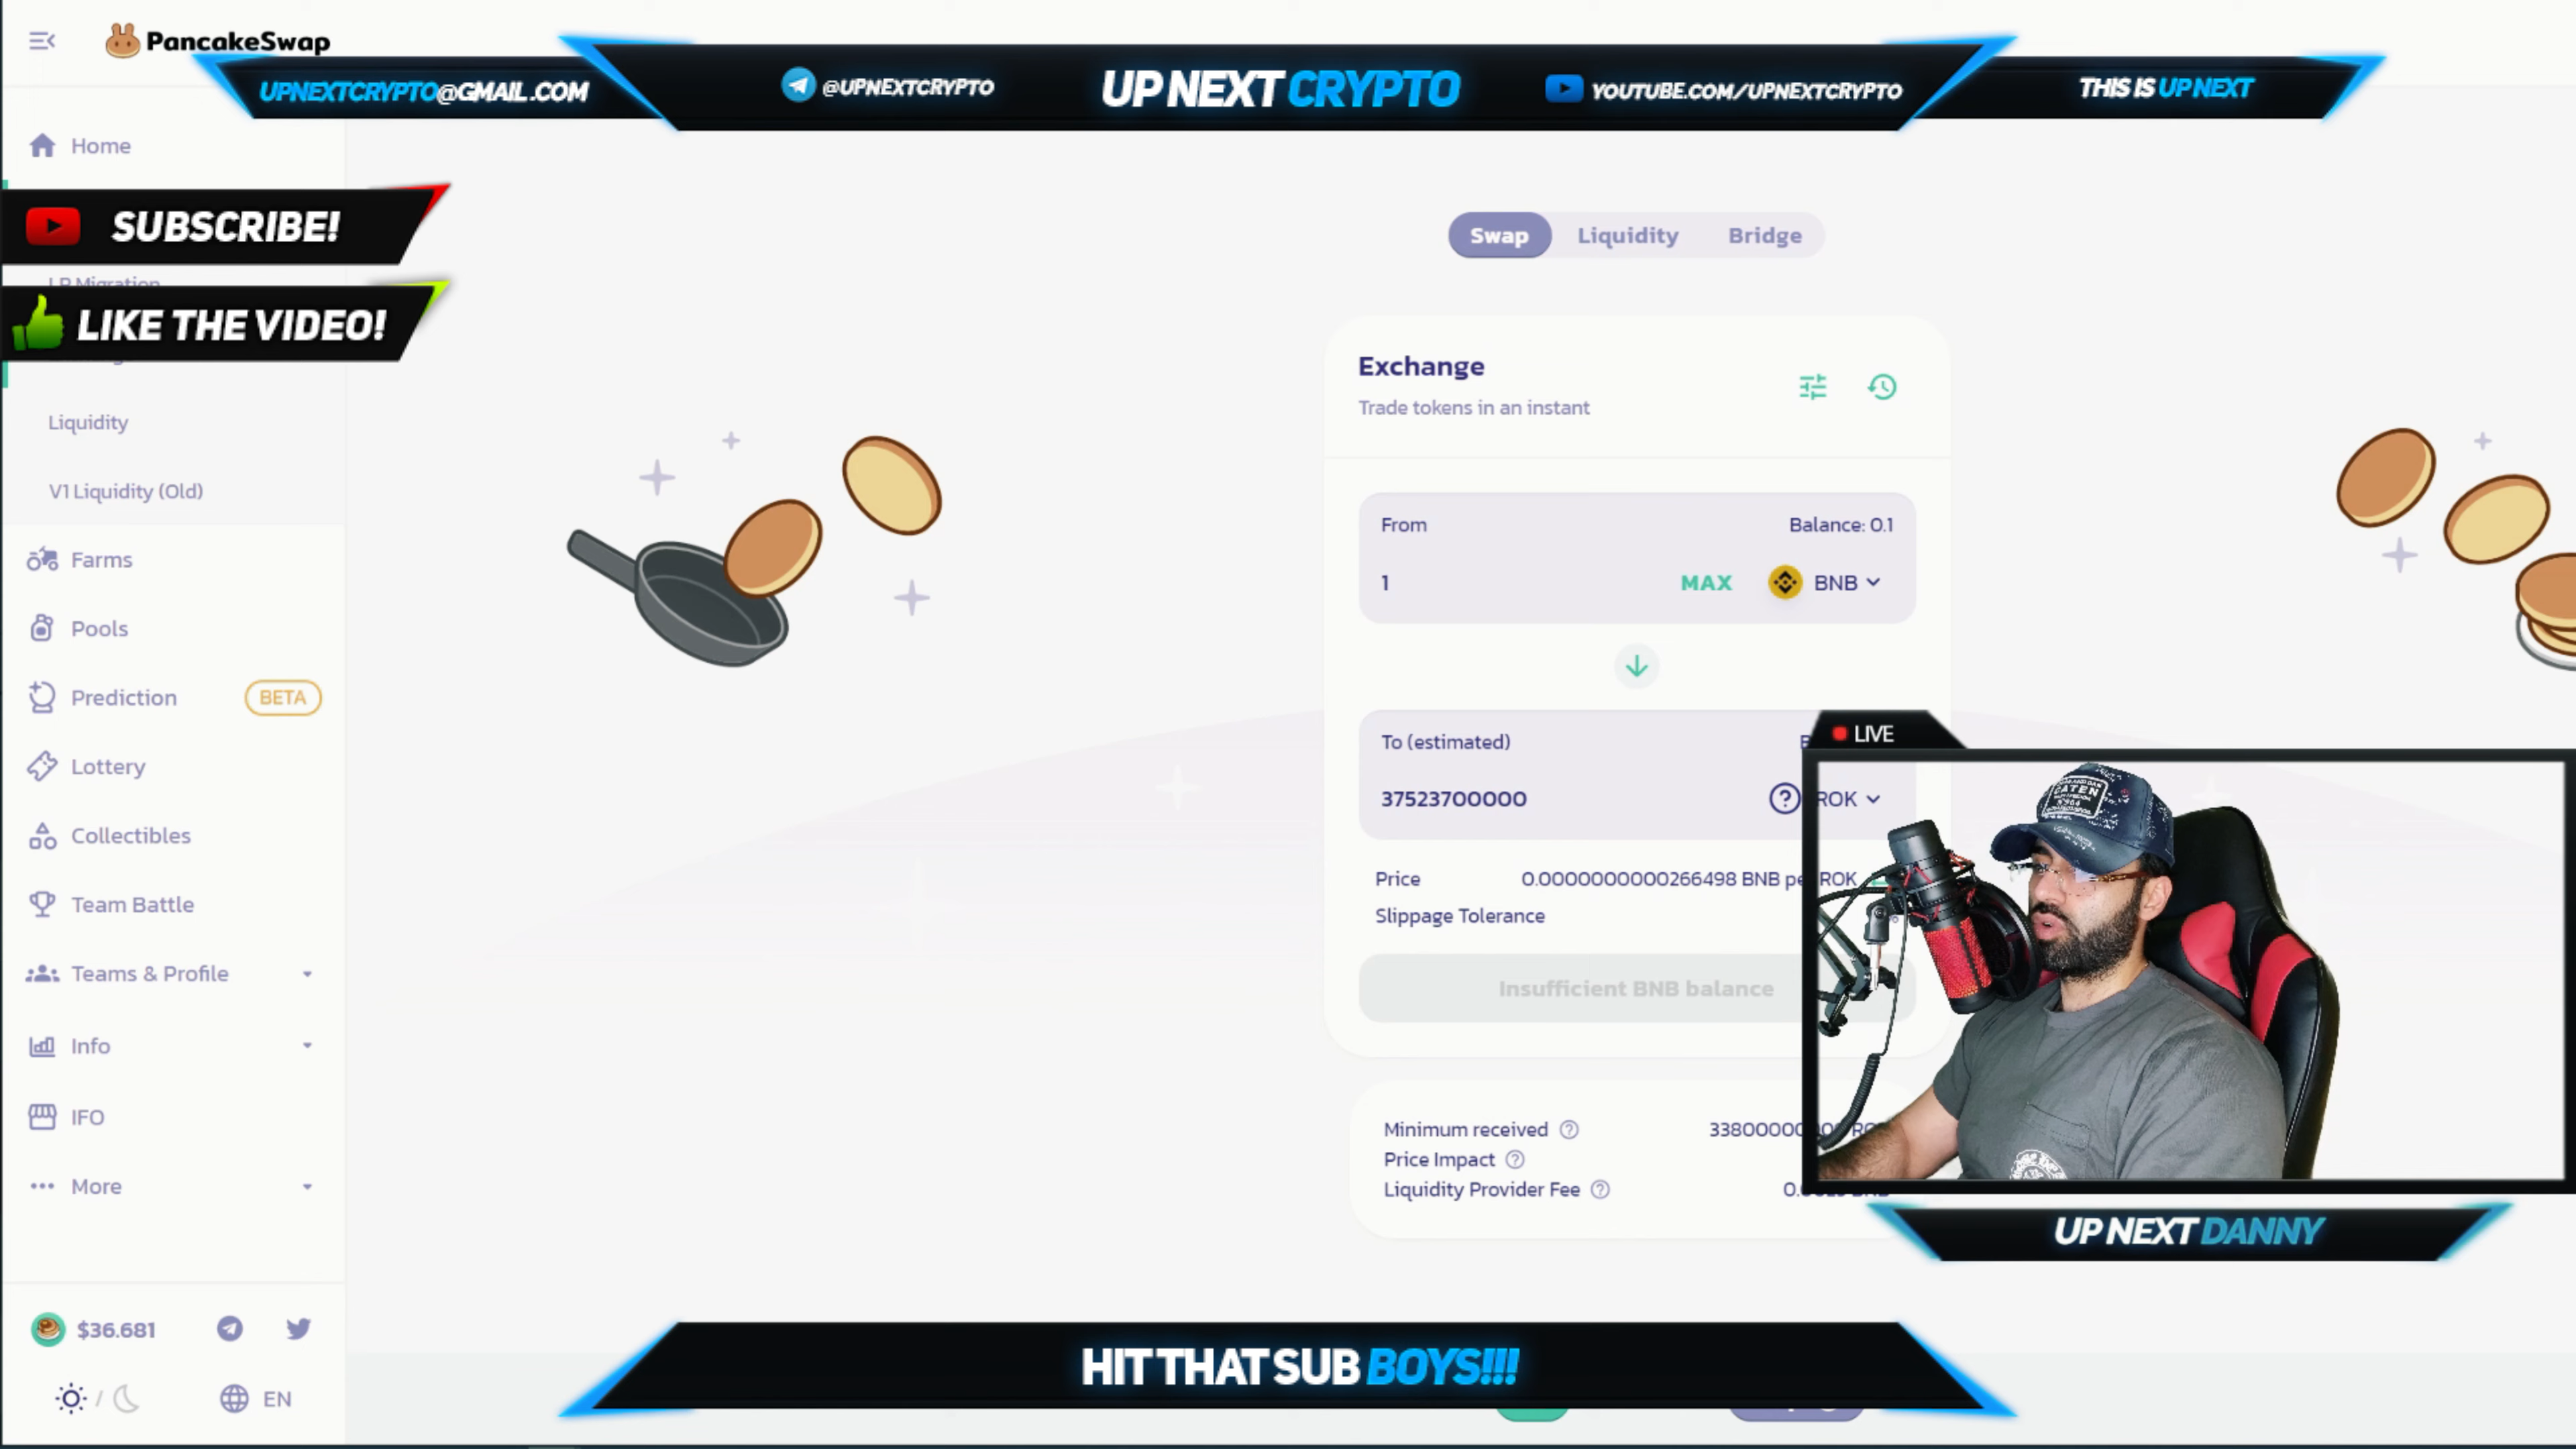 PancakeSwap
UPNEXTCRYPTO@GMAIL.COM
@UPNEXTCRYPTO
UP NEXT CRYPTO
YOUTUBE.COM/UPNEXTCRYPTO
THIS IS UP NEXT
Home
SUBSCRIBE!
LP Migration
LIKE THE VIDEO!
Liquidity
V1 Liquidity (Old)
Farms
Pools
Prediction BETA
Lottery
Collectibles
Team Battle
Teams & Profile
Info
IFO
More
$36.681
/
EN
Swap Liquidity Bridge
Exchange
Trade tokens in an instant
From Balance: 0.1
1 MAX BNB
To (estimated)
37523700000 ROK
Price 0.0000000000266498 BNB ROK
Slippage Tolerance
Insufficient BNB balance
Minimum received
Price Impact
Liquidity Provider Fee
LIVE
UP NEXT DANNY
HIT THAT SUB BOYS!!!